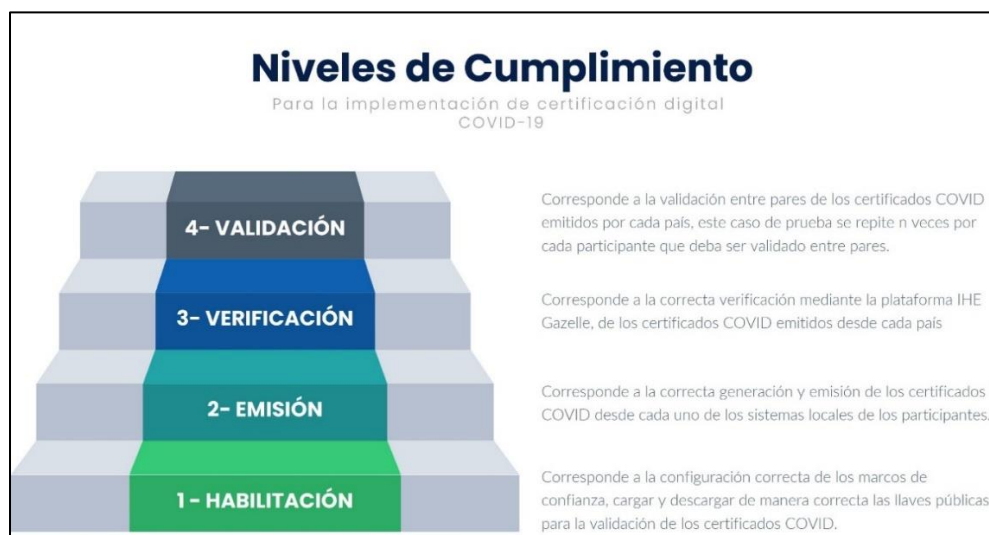 Niveles de Cumplimiento
Para la implementación de certificación digital
COVID-19
4- VALIDACIÓN
Corresponde a la validación entre pares de los certificados COVID
emitidos por cada país, este caso de prueba se repite n veces por
cada participante que deba ser validado entre pares.
3- VERIFICACIÓN
Corresponde a la correcta verificación mediante la plataforma IHE
Gazelle, de los certificados COVID emitidos desde cada país
2- EMISIÓN
Corresponde a la correcta generación y emisión de los certificados
COVID desde cada uno de los sistemas locales de los participantes.
1 - HABILITACIÓN
Corresponde a la configuración correcta de los marcos de
confianza, cargar y descargar de manera correcta las llaves públicas
para la validación de los certificados COVID.